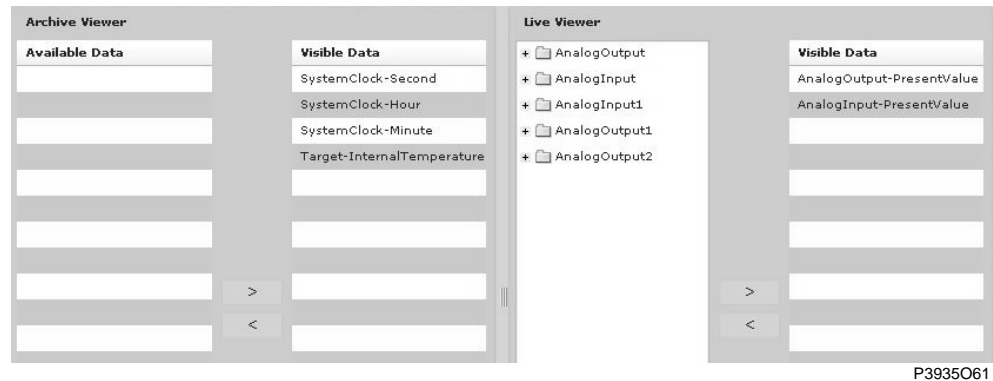 Archive Viewer
Available Data
Visible Data
SystemClock-Second
SystemClock-Hour
SystemClock-Minute
Target-InternalTemperature
>
<
Live Viewer
+ AnalogOutput
+ AnalogInput
+ AnalogInput1
+ AnalogOutput1
+ AnalogOutput2
>
<
Visible Data
AnalogOutput-PresentValue
AnalogInput-PresentValue
P3935O61